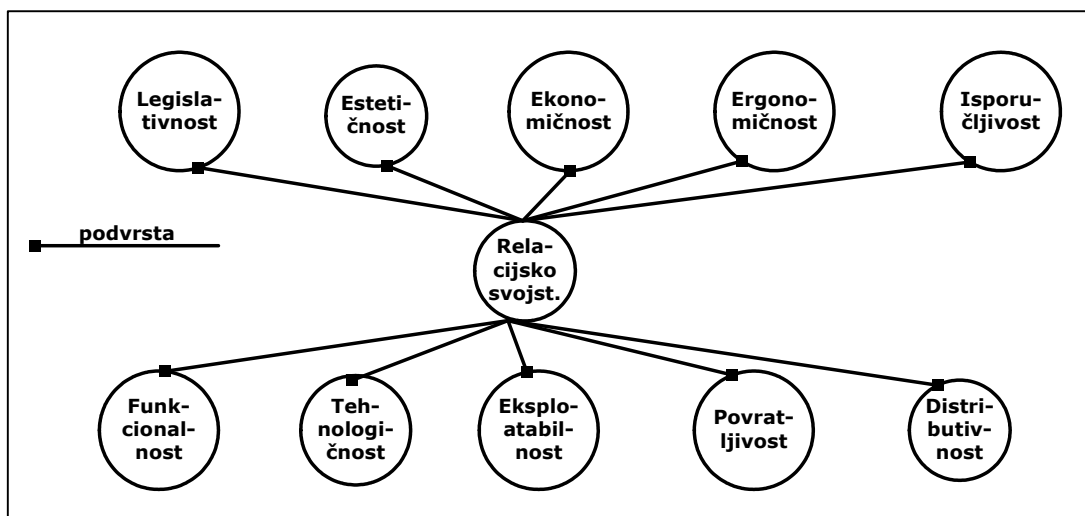 Legisla-
tivnost
Esteti-
čnost
Ekono-
mičnost
Ergono-
mičnost
Isporu-
čljivost
podvrsta
Rela-
cijsko
svojst.
Funk-
cional-
nost
Teh-
nologi-
čnost
Eksplo-
atabil-
nost
Povrat-
ljivost
Distri-
butiv-
nost